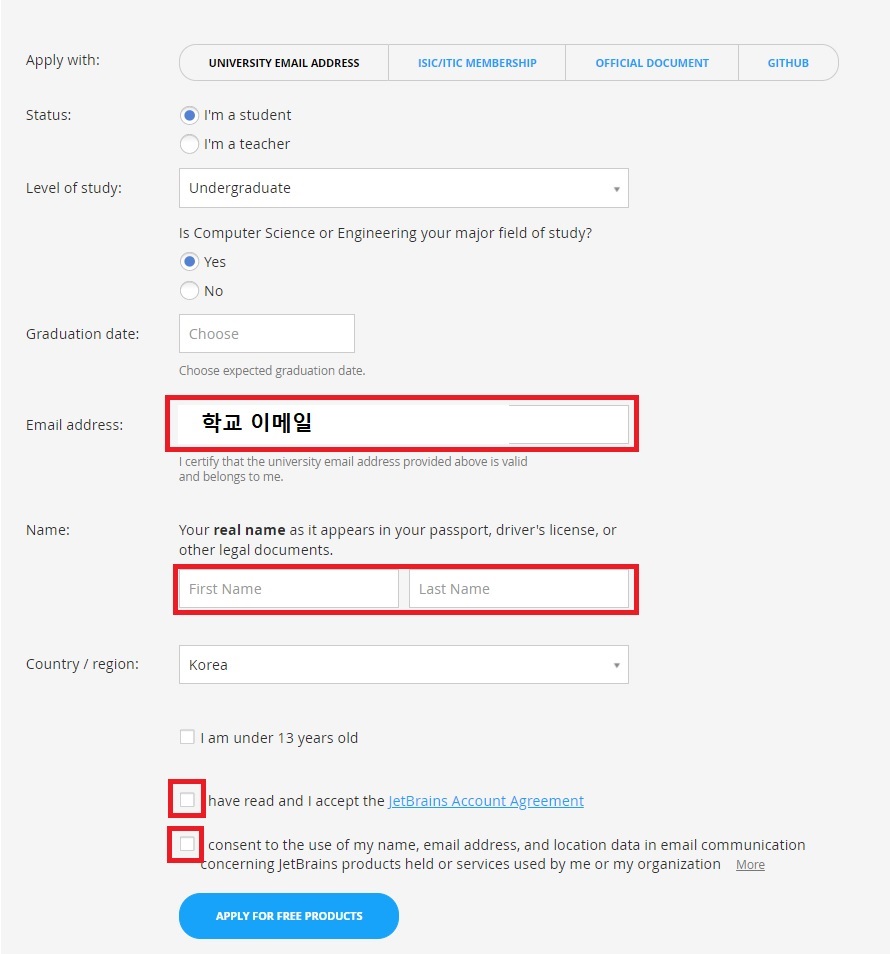 Apply with:
UNIVERSITY EMAIL ADDRESS
ISIC/ITIC MEMBERSHIP
OFFICIAL DOCUMENT
GITHUB
Status:
I'm a student
I'm a teacher
Level of study:
Undergraduate
Is Computer Science or Engineering your major field of study?
Yes
No
Graduation date:
Choose
Choose expected graduation date.
Email address:
학교 이메일
I certify that the university email address provided above is valid
and belongs to me.
Name:
Your real name as it appears in your passport, driver's license, or
other legal documents.
First Name
Last Name
Country / region:
Korea
I am under 13 years old
have read and I accept the JetBrains Account Agreement
consent to the use of my name, email address, and location data in email communication
concerning JetBrains products held or services used by me or my organization More
APPLY FOR FREE PRODUCTS